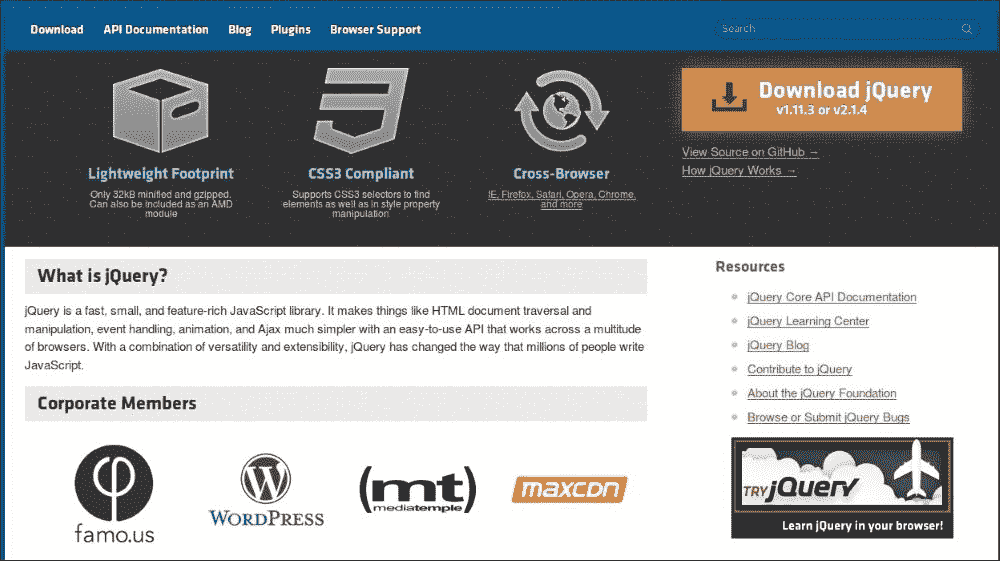 Download API Documentation Blog Plugins Browser Support
Search
Lightweight Footprint
Only 32kB minified and gzipped.
Can also be included as an AMD
module
CSS3 Compliant
Supports CSS3 selectors to find
elements as well as in style property
manipulation
Cross-Browser
IE, Firefox, Safari, Opera, Chrome,
and more
Download jQuery
v1.11.3 or v2.1.4
View Source on GitHub →
How jQuery Works →
What is jQuery?
jQuery is a fast, small, and feature-rich JavaScript library. It makes things like HTML document traversal and
manipulation, event handling, animation, and Ajax much simpler with an easy-to-use API that works across a multitude
of browsers. With a combination of versatility and extensibility, jQuery has changed the way that millions of people write
JavaScript.
Corporate Members
famo.us
WORDPRESS
(mt)
mediatemple
maxcdn
Resources
jQuery Core API Documentation
jQuery Learning Center
jQuery Blog
Contribute to jQuery
About the jQuery Foundation
Browse or Submit jQuery Bugs
TRY jQuery
Learn jQuery in your browser!